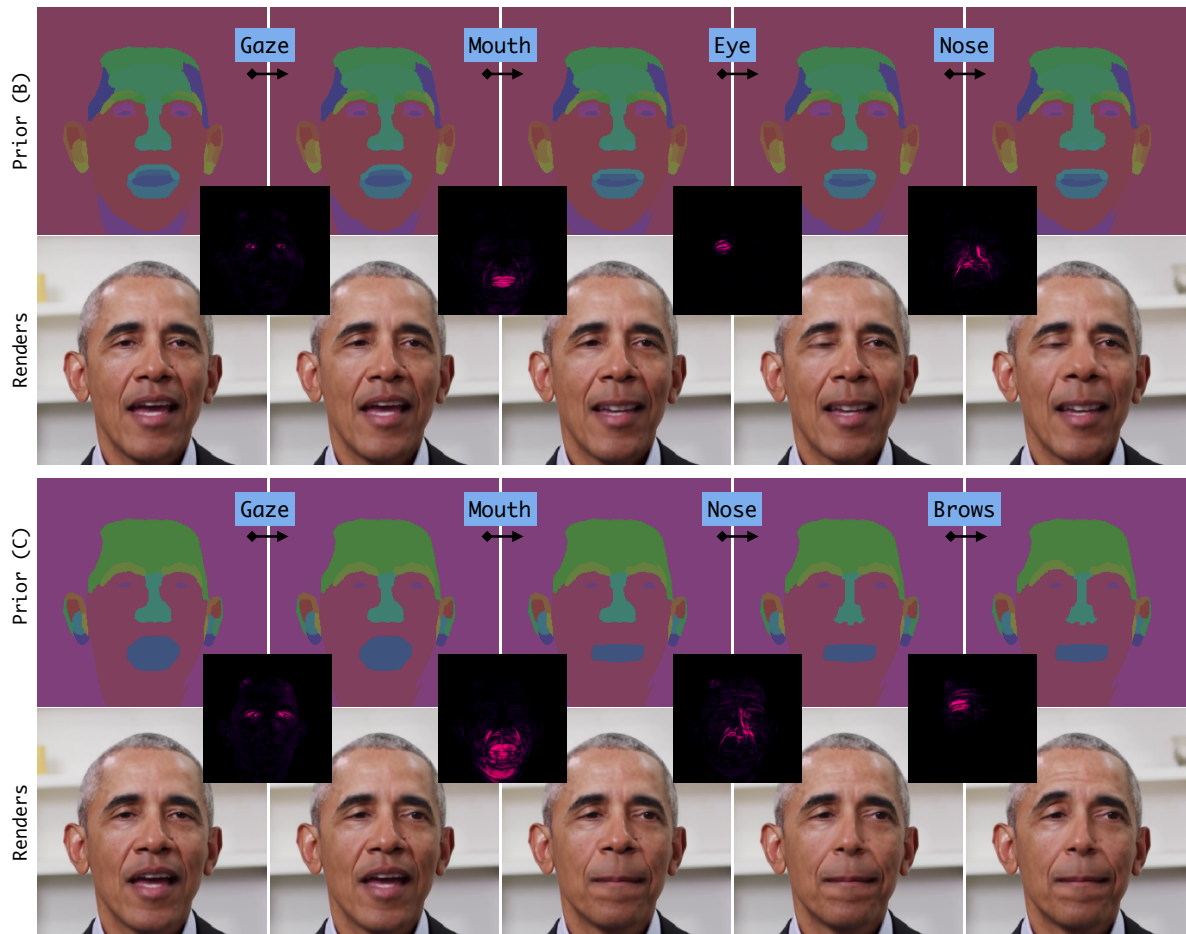 Gaze
Mouth
Eye
Nose
Prior (B)
Renders
Gaze
Mouth
Nose
Brows
Prior (C)
Renders